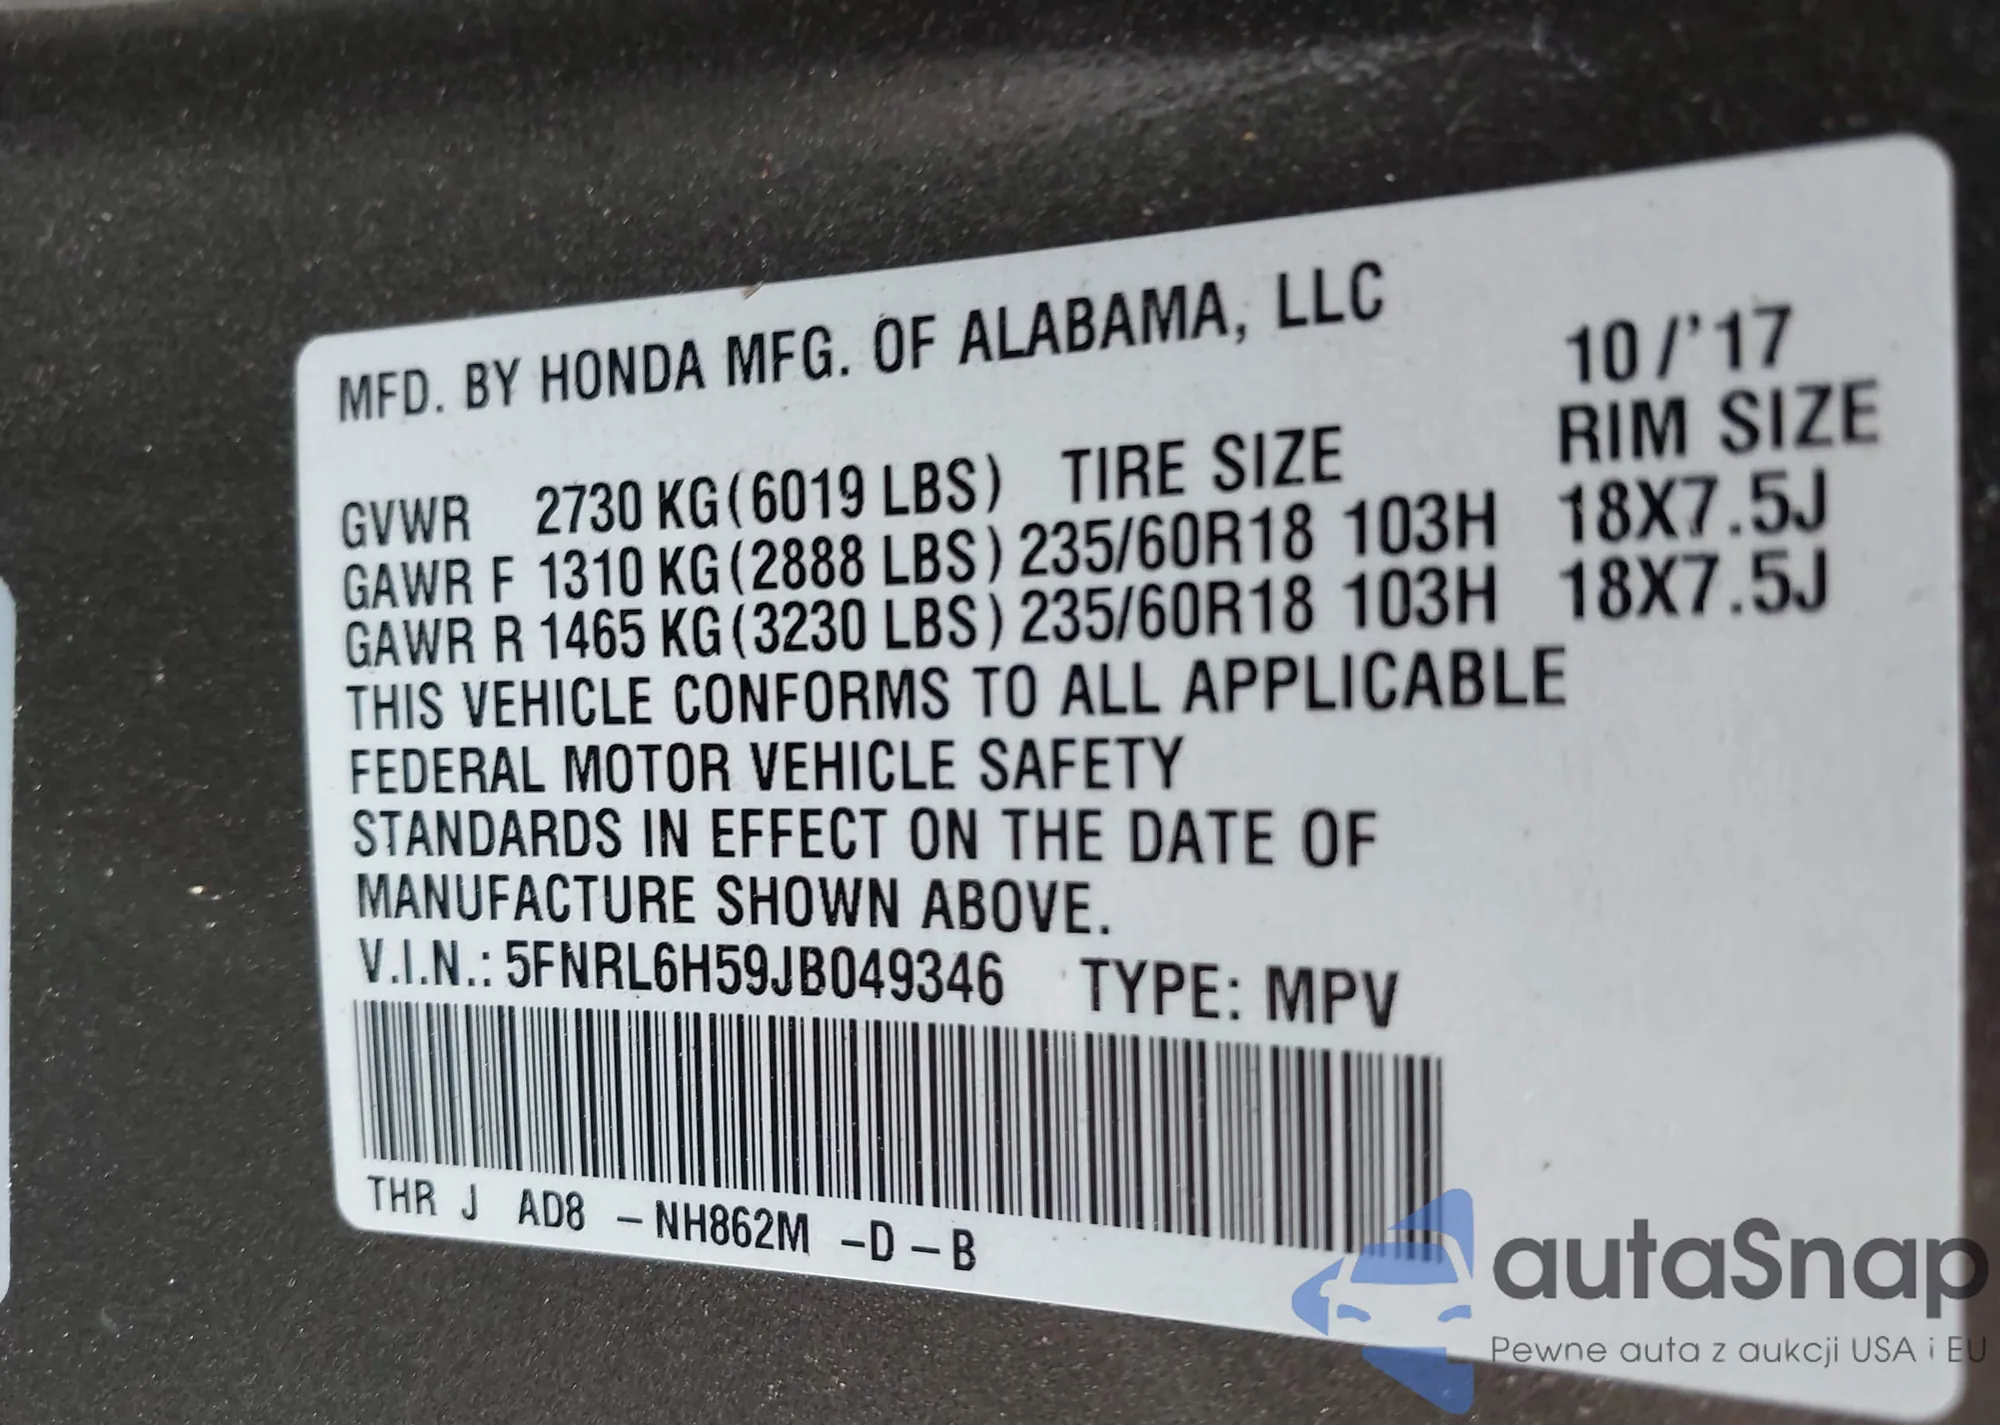 MFD. BY HONDA MFG. OF ALABAMA, LLC
10/'17
GVWR 2730 KG(6019 LBS) TIRE SIZE RIM SIZE
GAWR F 1310 KG(2888 LBS) 235/60R18 103H 18X7.5J
GAWR R 1465 KG(3230 LBS) 235/60R18 103H 18X7.5J
THIS VEHICLE CONFORMS TO ALL APPLICABLE
FEDERAL MOTOR VEHICLE SAFETY
STANDARDS IN EFFECT ON THE DATE OF
MANUFACTURE SHOWN ABOVE.
V.I.N.: 5FNRL6H59JB049346 TYPE: MPV
THR J AD8 -NH862M -D-B
autaSnap
Pewne auta z aukcji USA i EU